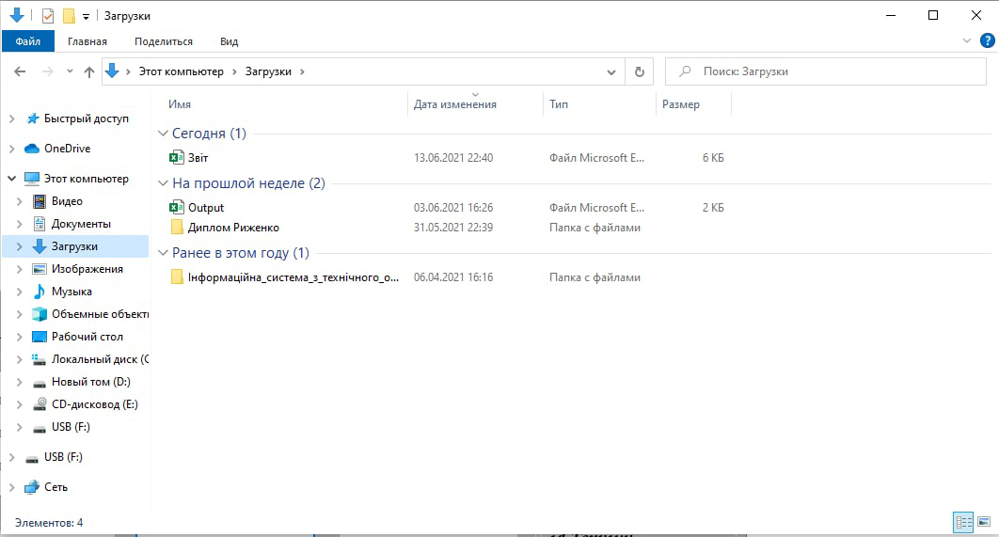 Загрузки
Файл Главная Поделиться Вид
Этот компьютер Загрузки Поиск: Загрузки
Имя Дата изменения Тип Размер
Быстрый доступ
OneDrive
Этот компьютер
Видео
Документы
Загрузки
Изображения
Музыка
Объемные объекты
Рабочий стол
Локальный диск (C
Новый том (D:)
CD-дисковод (E:)
USB (F:)
USB (F:)
Сеть
Сегодня (1)
Звіт 13.06.2021 22:40 Файл Microsoft E... 6 КБ
На прошлой неделе (2)
Output 03.06.2021 16:26 Файл Microsoft E... 2 КБ
Диплом Риженко 31.05.2021 22:39 Папка с файлами
Ранее в этом году (1)
Інформаційна_система_з_технічного_о... 06.04.2021 16:16 Папка с файлами
Элементов: 4